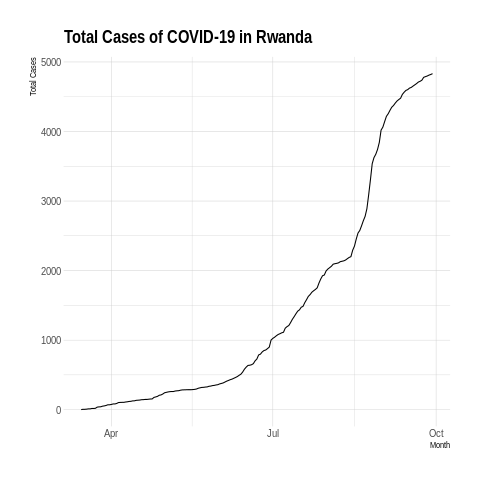 Total Cases of COVID-19 in Rwanda
Total Cases
5000
4000
3000
2000
1000
0
Apr
Jul
Oct
Month